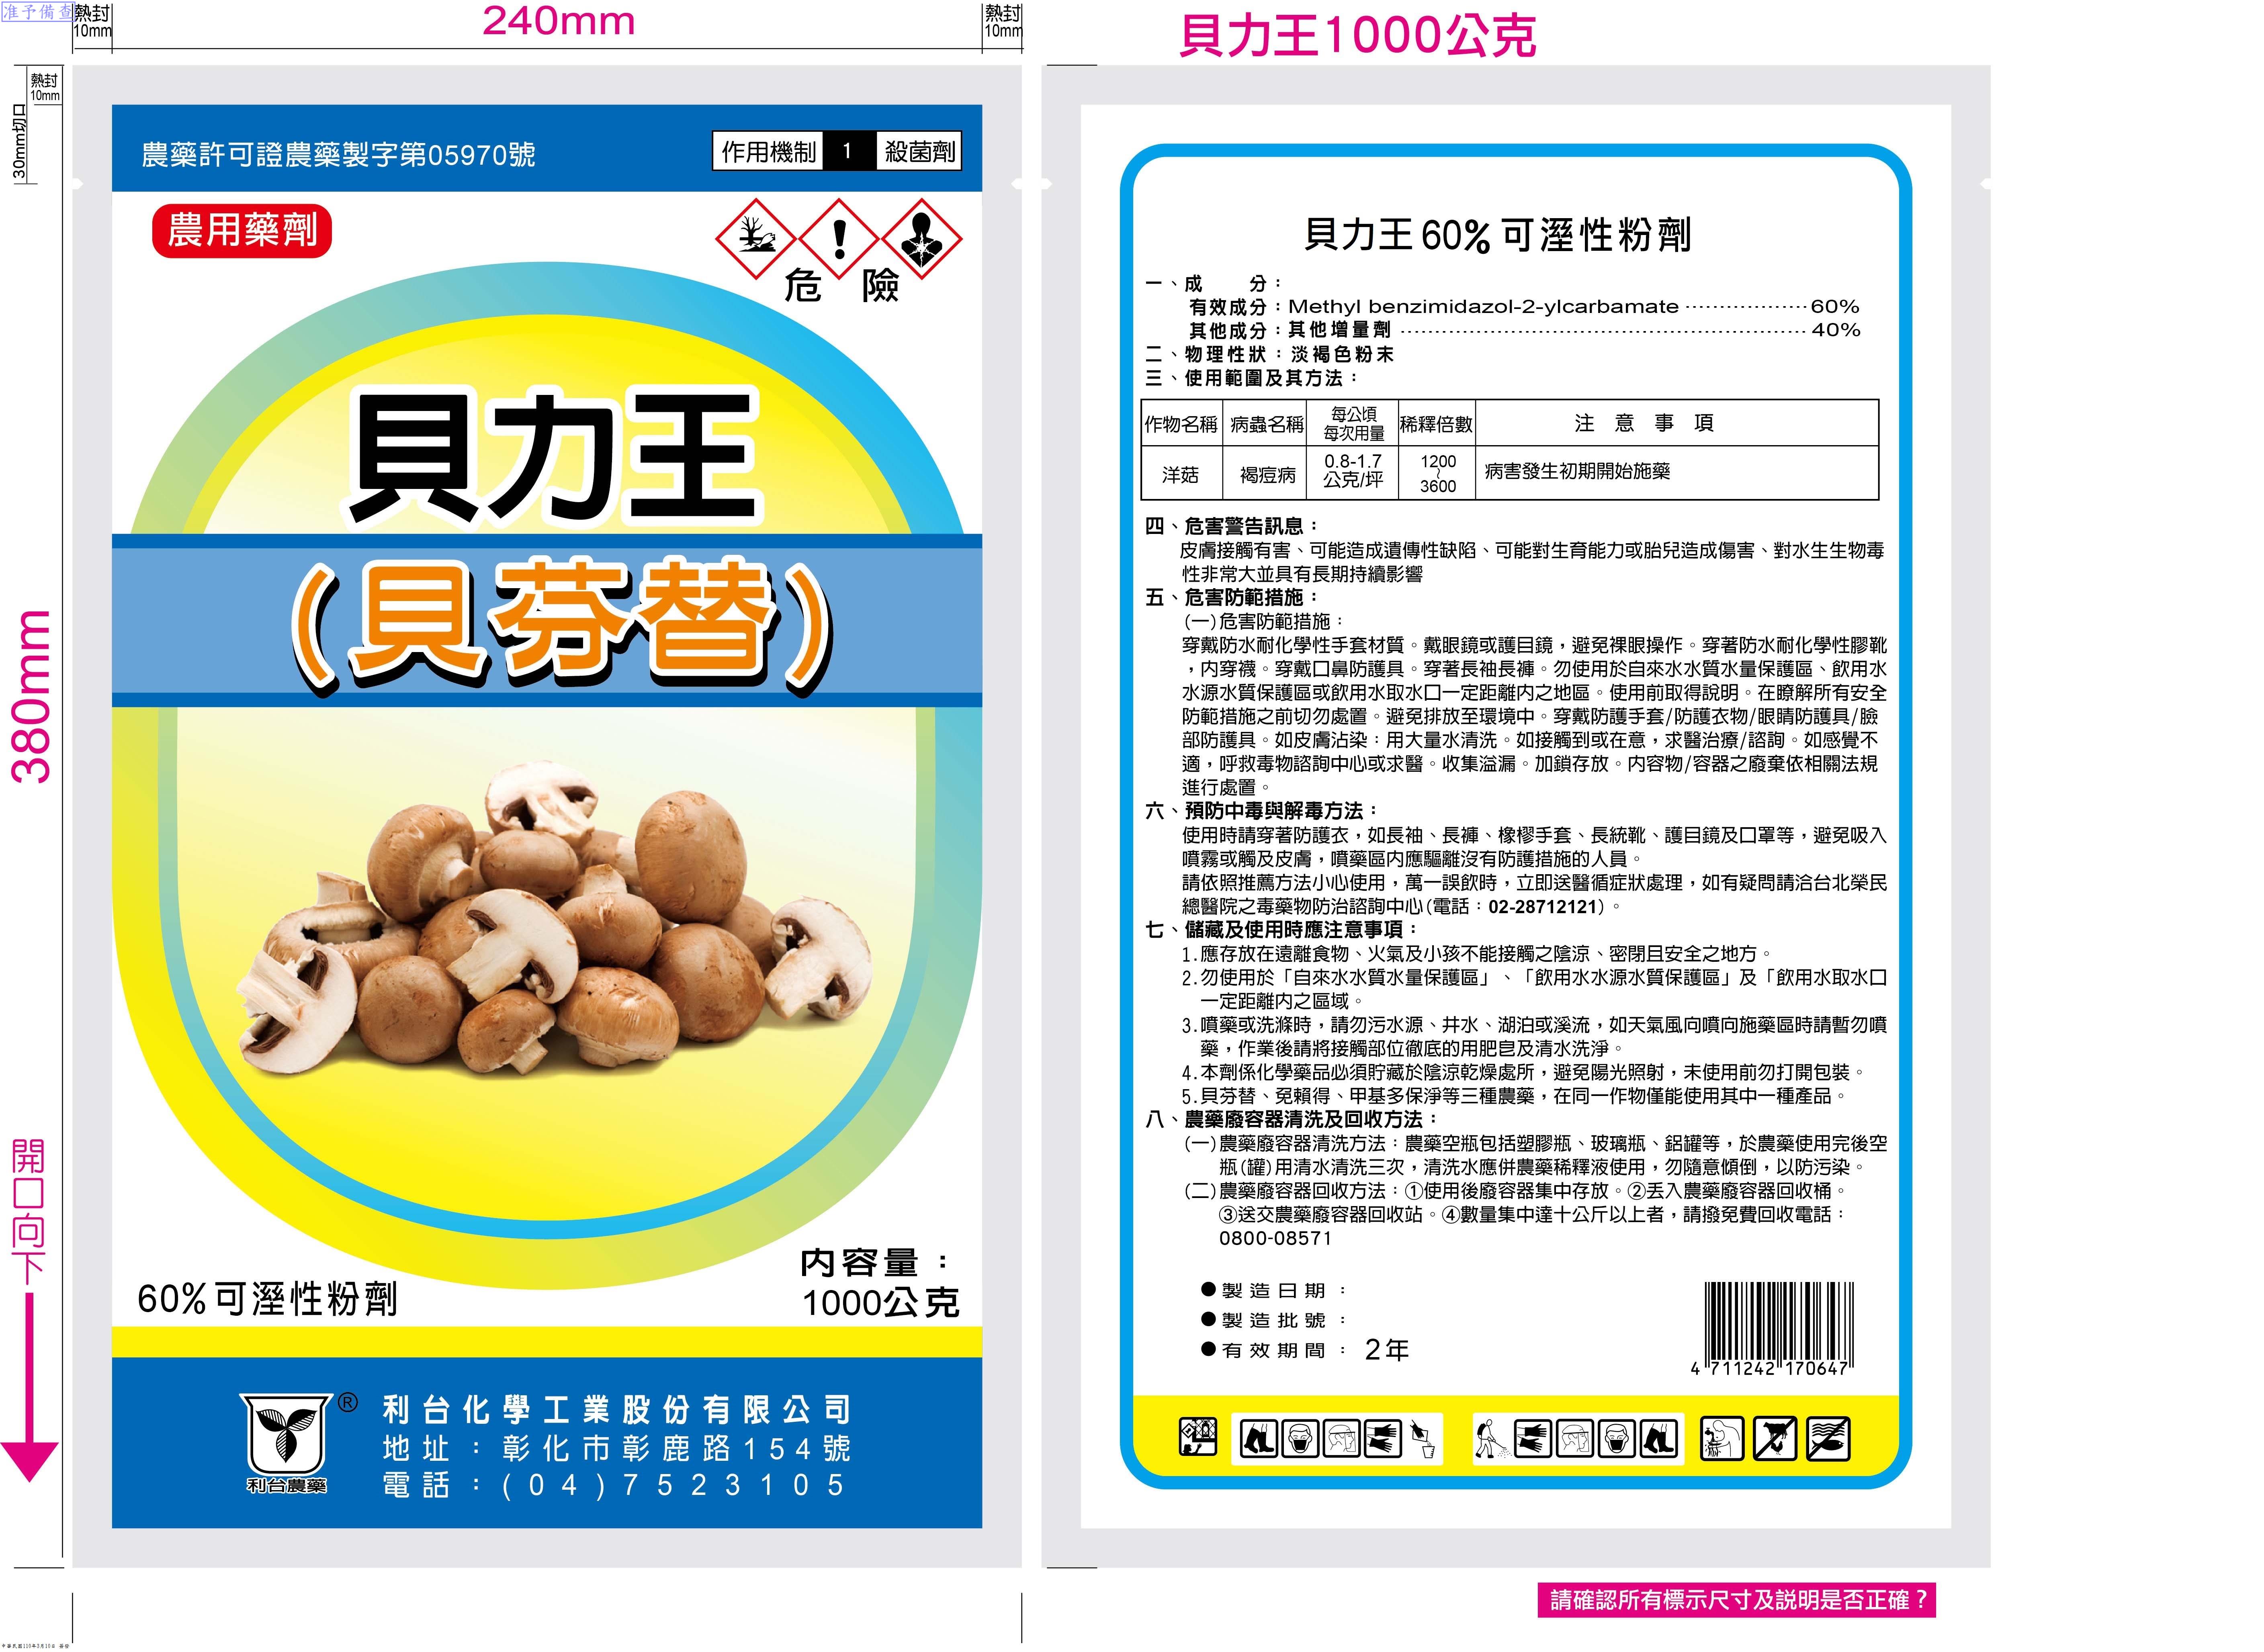 准予備查
熱封
10mm
240mm
熱封
10mm
貝力王1000公克
熱封
10mm
30mm切口
380mm
開口向下
農藥許可證農藥製字第05970號
作用機制 1 殺菌劑
農用藥劑
危 險
貝力王
(貝芬替)
60%可溼性粉劑
內容量：
1000公克
®
利台農藥
利台化學工業股份有限公司
地址：彰化市彰鹿路154號
電話：(04)7523105
貝力王60%可溼性粉劑
一、成 分：
有效成分：Methyl benzimidazol-2-ylcarbamate 60%
其他成分：其他增量劑 40%
二、物理性狀：淡褐色粉末
三、使用範圍及其方法：
作物名稱 病蟲名稱 每公頃每次用量 稀釋倍數 注意事項
洋菇 褐痘病 0.8-1.7公克/坪 1200~3600 病害發生初期開始施藥
四、危害警告訊息：
皮膚接觸有害、可能造成遺傳性缺陷、可能對生育能力或胎兒造成傷害、對水生生物毒
性非常大並具有長期持續影響
五、危害防範措施：
(一)危害防範措施：
穿戴防水耐化學性手套材質。戴眼鏡或護目鏡，避免裸眼操作。穿著防水耐化學性膠靴
，內穿襪。穿戴口鼻防護具。穿著長袖長褲。勿使用於自來水水質水量保護區、飲用水
水源水質保護區或飲用水取水口一定距離內之地區。使用前取得說明。在瞭解所有安全
防範措施之前切勿處置。避免排放至環境中。穿戴防護手套/防護衣物/眼睛防護具/臉
部防護具。如皮膚沾染：用大量水清洗。如接觸到或在意，求醫治療/諮詢。如感覺不
適，呼救毒物諮詢中心或求醫。收集溢漏。加鎖存放。內容物/容器之廢棄依相關法規
進行處置。
六、預防中毒與解毒方法：
使用時請穿著防護衣，如長袖、長褲、橡樛手套、長統靴、護目鏡及口罩等，避免吸入
噴霧或觸及皮膚，噴藥區內應驅離沒有防護措施的人員。
請依照推薦方法小心使用，萬一誤飲時，立即送醫循症狀處理，如有疑問請洽台北榮民
總醫院之毒藥物防治諮詢中心(電話：02-28712121)。
七、儲藏及使用時應注意事項：
1.應存放在遠離食物、火氣及小孩不能接觸之陰涼、密閉且安全之地方。
2.勿使用於「自來水水質水量保護區」、「飲用水水源水質保護區」及「飲用水取水口
一定距離內之區域。
3.噴藥或洗滌時，請勿污水源、井水、湖泊或溪流，如天氣風向噴向施藥區時請暫勿噴
藥，作業後請將接觸部位徹底的用肥皂及清水洗淨。
4.本劑係化學藥品必須貯藏於陰涼乾燥處所，避免陽光照射，未使用前勿打開包裝。
5.貝芬替、免賴得、甲基多保淨等三種農藥，在同一作物僅能使用其中一種產品。
八、農藥廢容器清洗及回收方法：
(一)農藥廢容器清洗方法：農藥空瓶包括塑膠瓶、玻璃瓶、鋁罐等，於農藥使用完後空
瓶(罐)用清水清洗三次，清洗水應併農藥稀釋液使用，勿隨意傾倒，以防污染。
(二)農藥廢容器回收方法：①使用後廢容器集中存放。②丟入農藥廢容器回收桶。
③送交農藥廢容器回收站。④數量集中達十公斤以上者，請撥免費回收電話：
0800-08571
●製造日期：
●製造批號：
●有效期間：2年
4 711242 170647
請確認所有標示尺寸及說明是否正確？